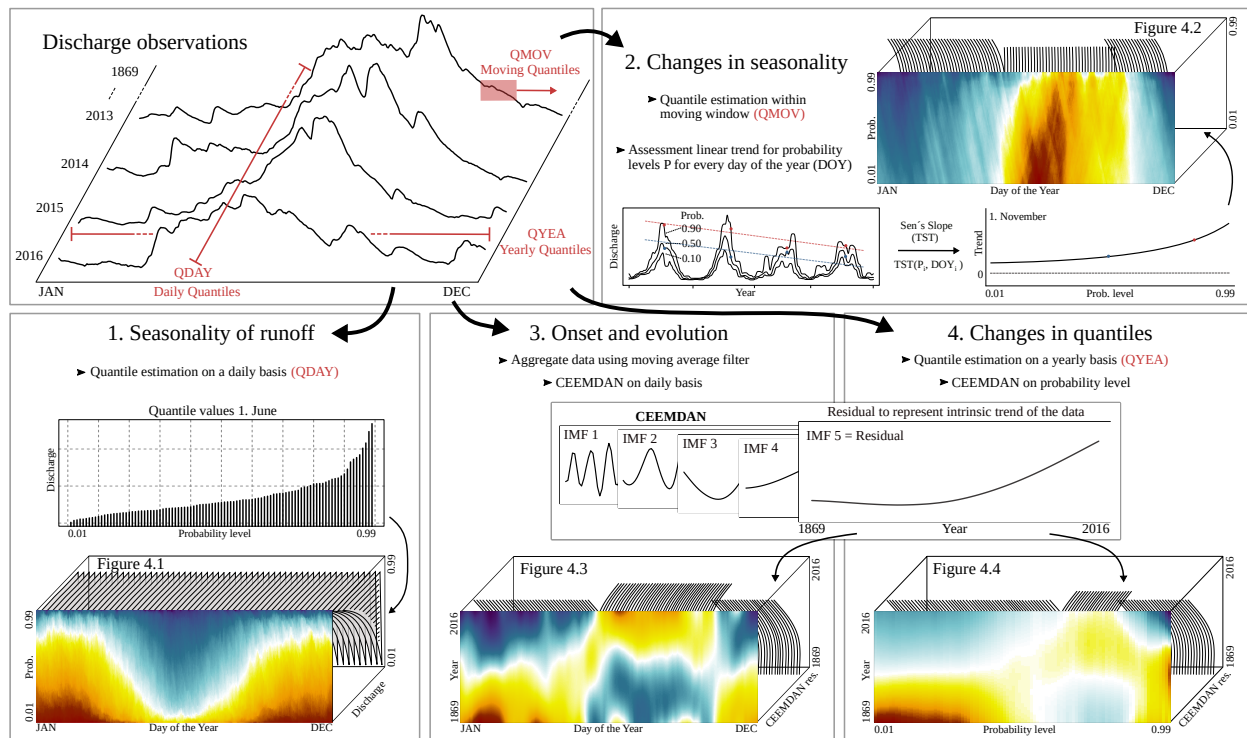 Discharge observations
1869
2013
2014
2015
2016
JAN
DEC
QMOV
Moving Quantiles
QYEA
Yearly Quantiles
QDAY
Daily Quantiles
2. Changes in seasonality
➤ Quantile estimation within
moving window (QMOV)
➤ Assessment linear trend for probability
levels P for every day of the year (DOY)
Figure 4.2
0.99
0.01
0.99
Prob.
0.01
JAN
Day of the Year
DEC
Discharge
Prob.
0.90
0.50
0.10
Year
Sen´s Slope
(TST)
TST(Pi, DOYi )
1. November
Trend
0
0.01
Prob. level
0.99
1. Seasonality of runoff
➤ Quantile estimation on a daily basis (QDAY)
Quantile values 1. June
Discharge
0.01
Probability level
0.99
Figure 4.1
0.99
0.01
Discharge
0.99
Prob.
0.01
JAN
Day of the Year
DEC
3. Onset and evolution
➤ Aggregate data using moving average filter
➤ CEEMDAN on daily basis
4. Changes in quantiles
➤ Quantile estimation on a yearly basis (QYEA)
➤ CEEMDAN on probability level
CEEMDAN
IMF 1
IMF 2
IMF 3
IMF 4
Residual to represent intrinsic trend of the data
IMF 5 = Residual
1869
Year
2016
Figure 4.3
2016
1869
CEEMDAN res.
2016
Year
1869
JAN
Day of the Year
DEC
Figure 4.4
2016
1869
CEEMDAN res.
2016
Year
1869
0.01
Probability level
0.99